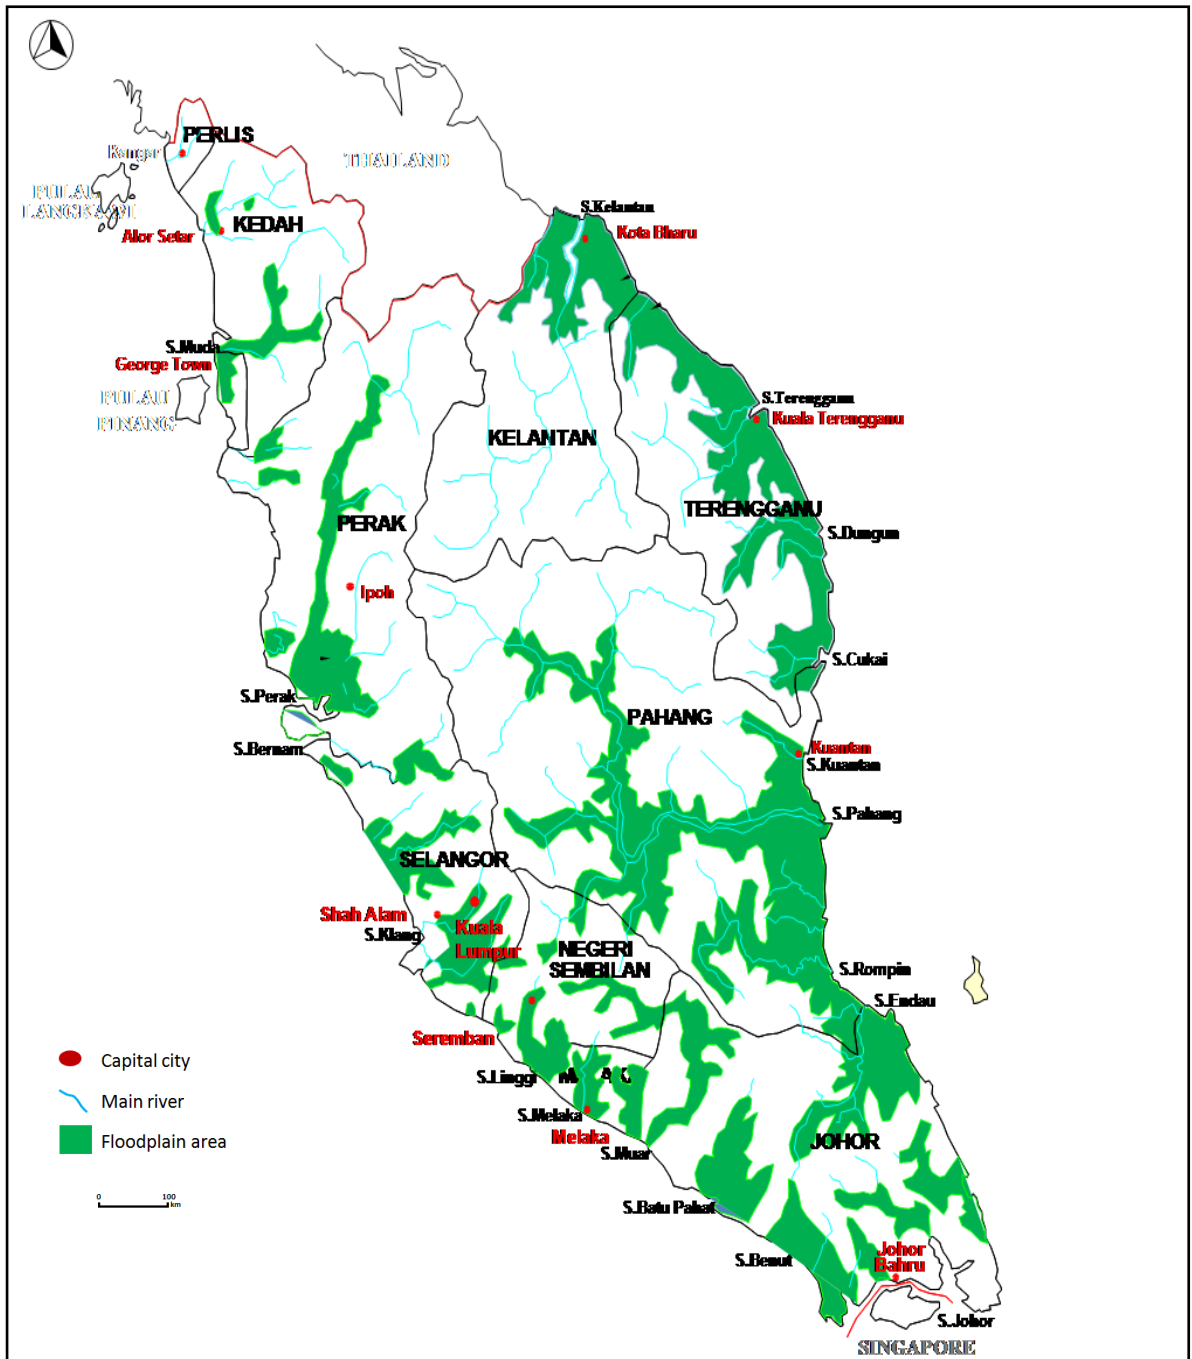 PERLIS
Kangar
THAILAND
PULAU
LANGKAWI
S.Kelantan
KEDAH
Alor Setar
Kota Bharu
S.Muda
George Town
PULAU
PINANG
S.Terengganu
Kuala Terengganu
KELANTAN
TERENGGANU
PERAK
S.Dungun
Ipoh
S.Cukai
S.Perak
PAHANG
S.Bernam
Kuantan
S.Kuantan
S.Pahang
SELANGOR
Shah Alam
S.Klang
Kuala
Lumpur
NEGERI
SEMBILAN
S.Rompin
S.Endau
Seremban
Capital city
S.Linggi
Main river
S.Melaka
Melaka
Floodplain area
JOHOR
S.Muar
0 100
km
S.Batu Pahat
S.Benut
Johor
Bahru
S.Johor
SINGAPORE